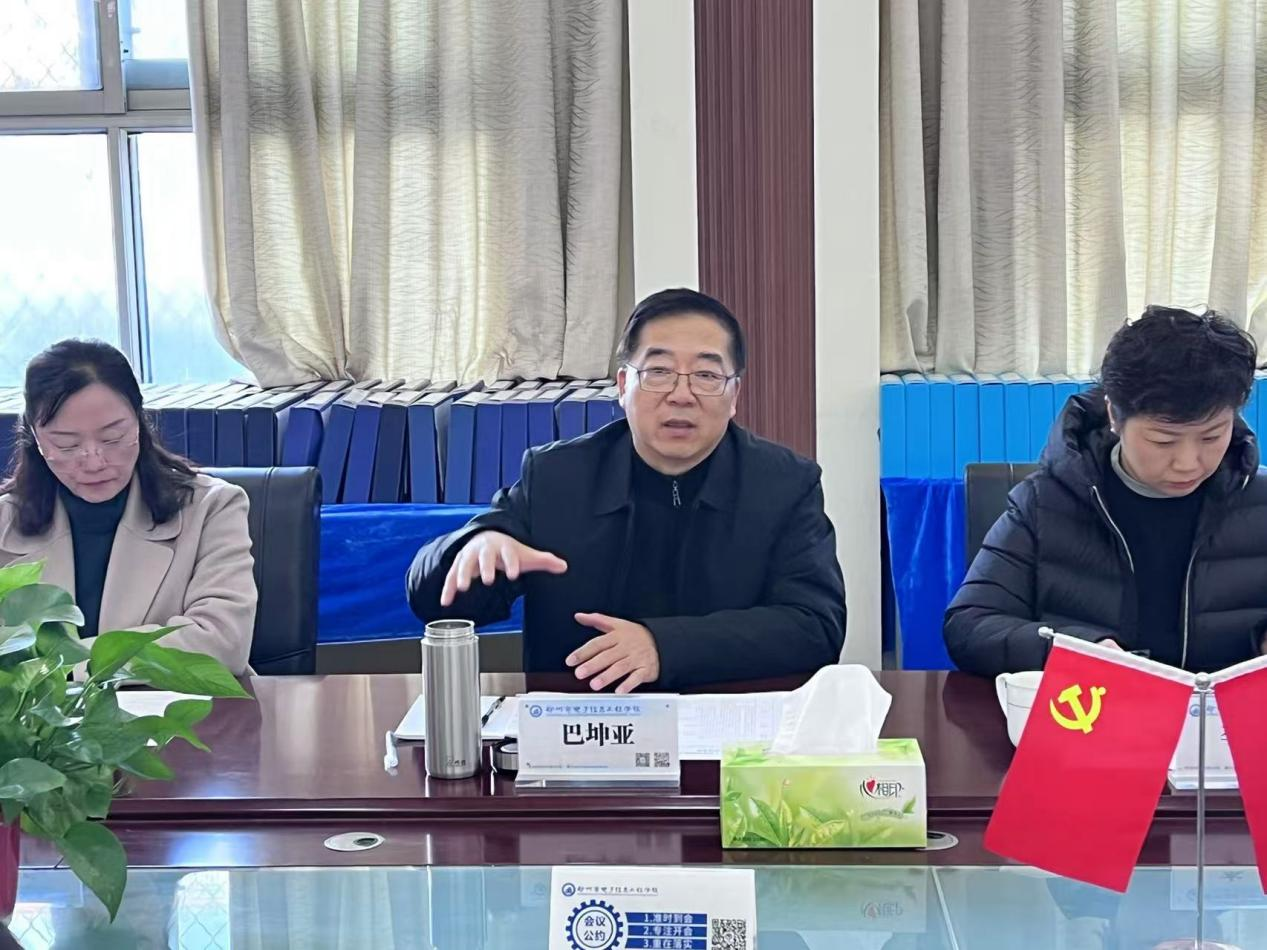 郑州市电子信息工程学校
巴坤亚
心相印
郑州市电子信息工程学校
会议
公约
1.准时到会
2.专注开会
3.重在落实